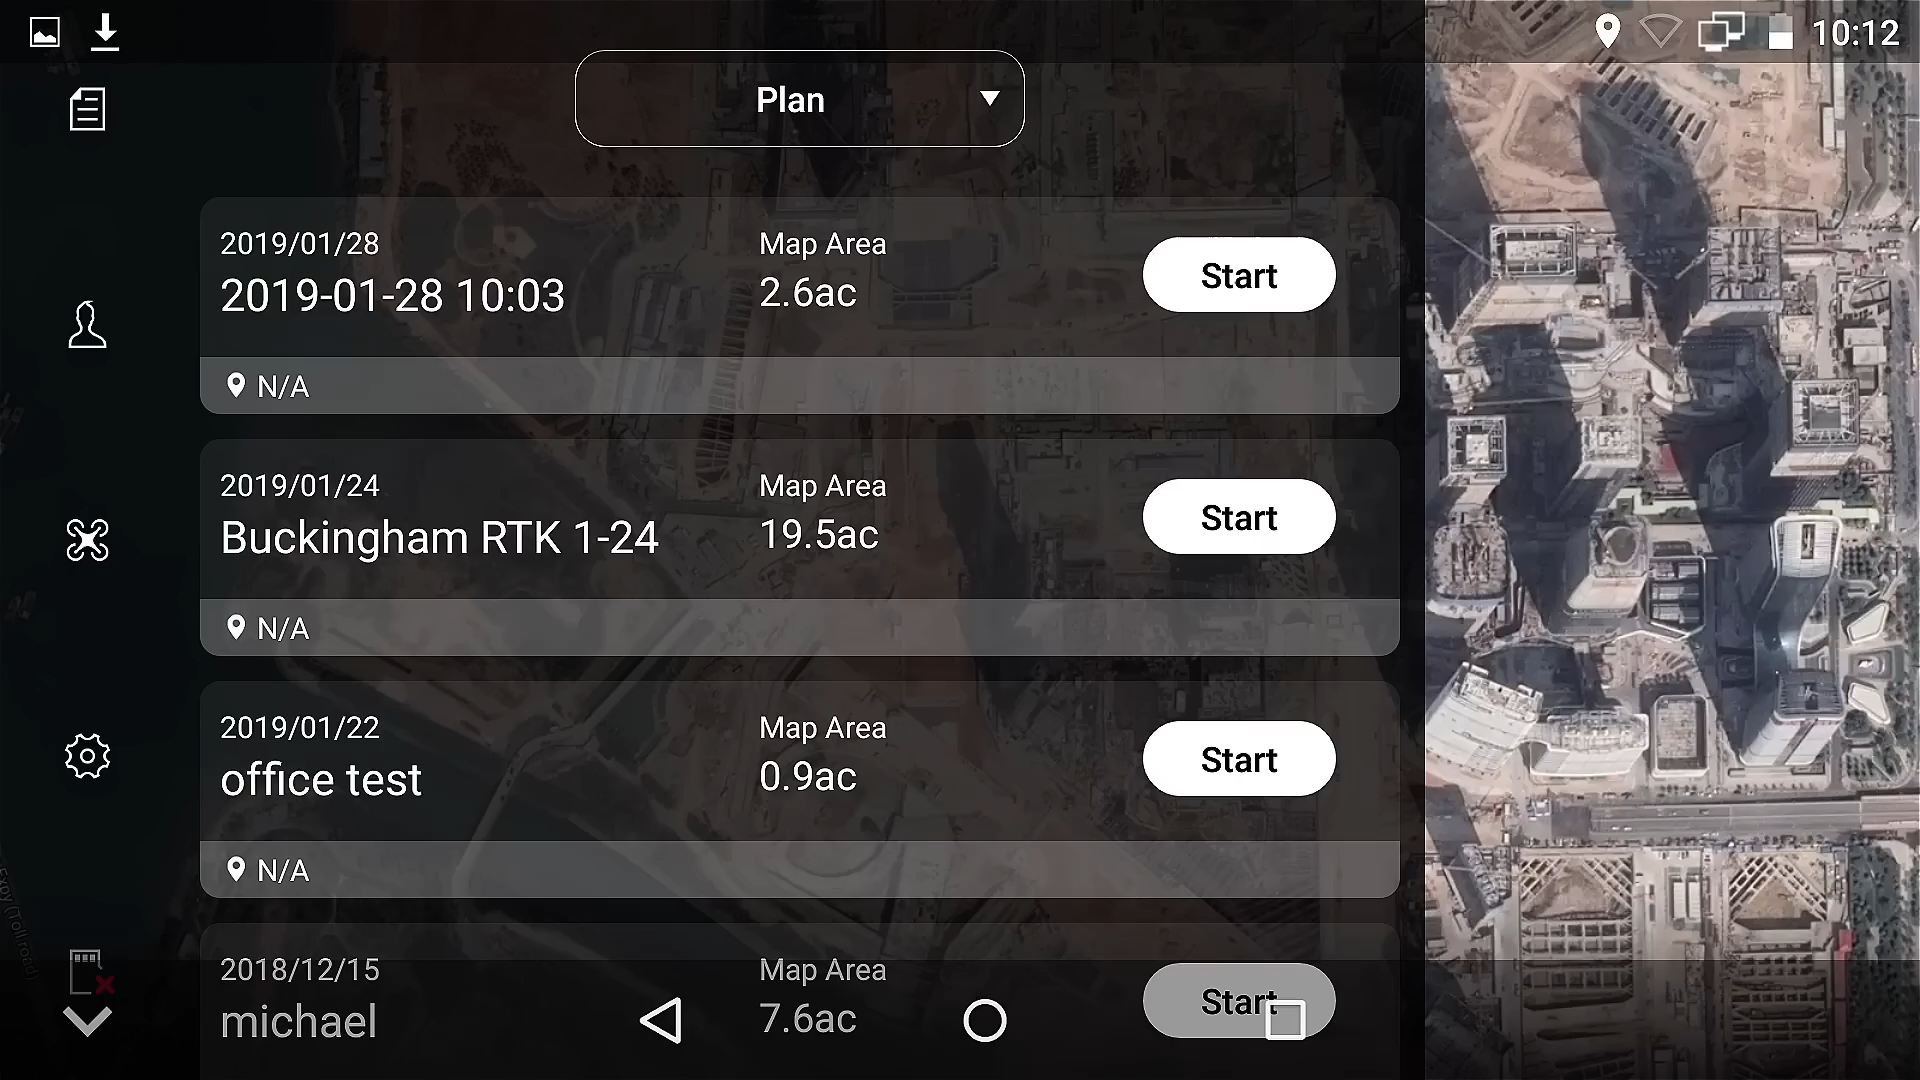 10:12
Plan
2019/01/28
2019-01-28 10:03
Map Area
2.6ac
Start
N/A
2019/01/24
Buckingham RTK 1-24
Map Area
19.5ac
Start
N/A
2019/01/22
office test
Map Area
0.9ac
Start
N/A
2018/12/15
michael
Map Area
7.6ac
Start
Expy(Tollroad)